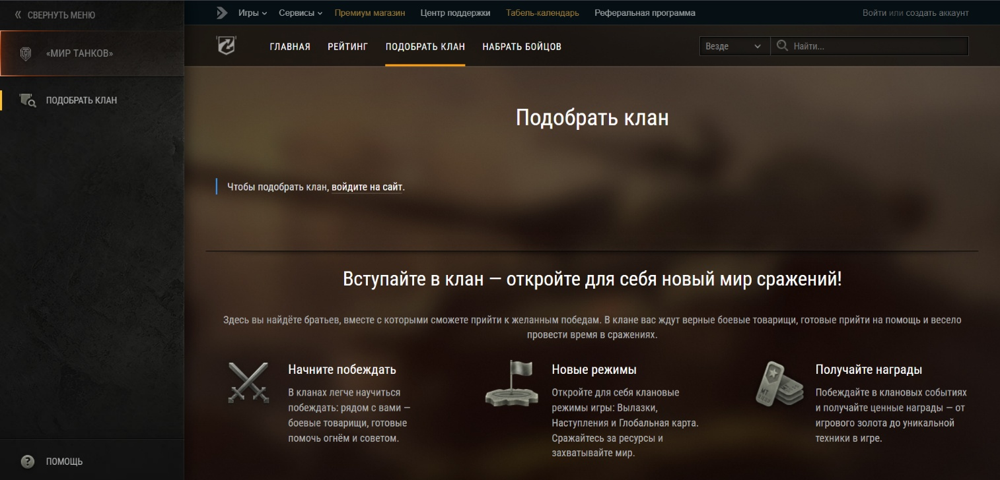 СВЕРНУТЬ МЕНЮ
«МИР ТАНКОВ»
ПОДОБРАТЬ КЛАН
ПОМОЩЬ
Игры Сервисы Премиум магазин Центр поддержки Табель-календарь Реферальная программа Войти или создать аккаунт
ГЛАВНАЯ РЕЙТИНГ ПОДОБРАТЬ КЛАН НАБРАТЬ БОЙЦОВ Везде Найти...
Подобрать клан
Чтобы подобрать клан, войдите на сайт.
Вступайте в клан — откройте для себя новый мир сражений!
Здесь вы найдёте братьев, вместе с которыми сможете прийти к желанным победам. В клане вас ждут верные боевые товарищи, готовые прийти на помощь и весело
провести время в сражениях.
Начните побеждать
В кланах легче научиться
побеждать: рядом с вами —
боевые товарищи, готовые
помочь огнём и советом.
Новые режимы
Откройте для себя клановые
режимы игры: Вылазки,
Наступления и Глобальная карта.
Сражайтесь за ресурсы и
захватывайте мир.
МТ
Получайте награды
Побеждайте в клановых событиях
и получайте ценные награды — от
игрового золота до уникальной
техники в игре.